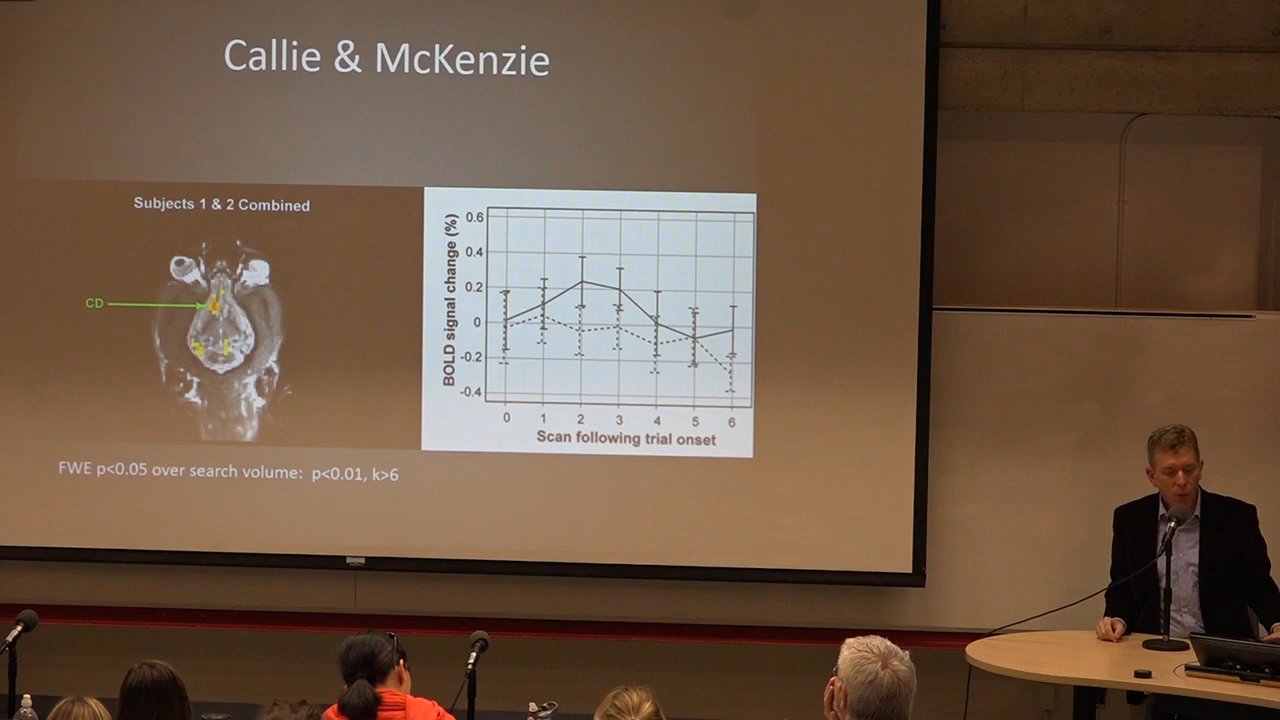 Callie & McKenzie
Subjects 1 & 2 Combined
CD
FWE p<0.05 over search volume: p<0.01, k>6
BOLD signal change (%)
0.6
0.4
0.2
0
-0.2
-0.4
0 1 2 3 4 5 6
Scan following trial onset